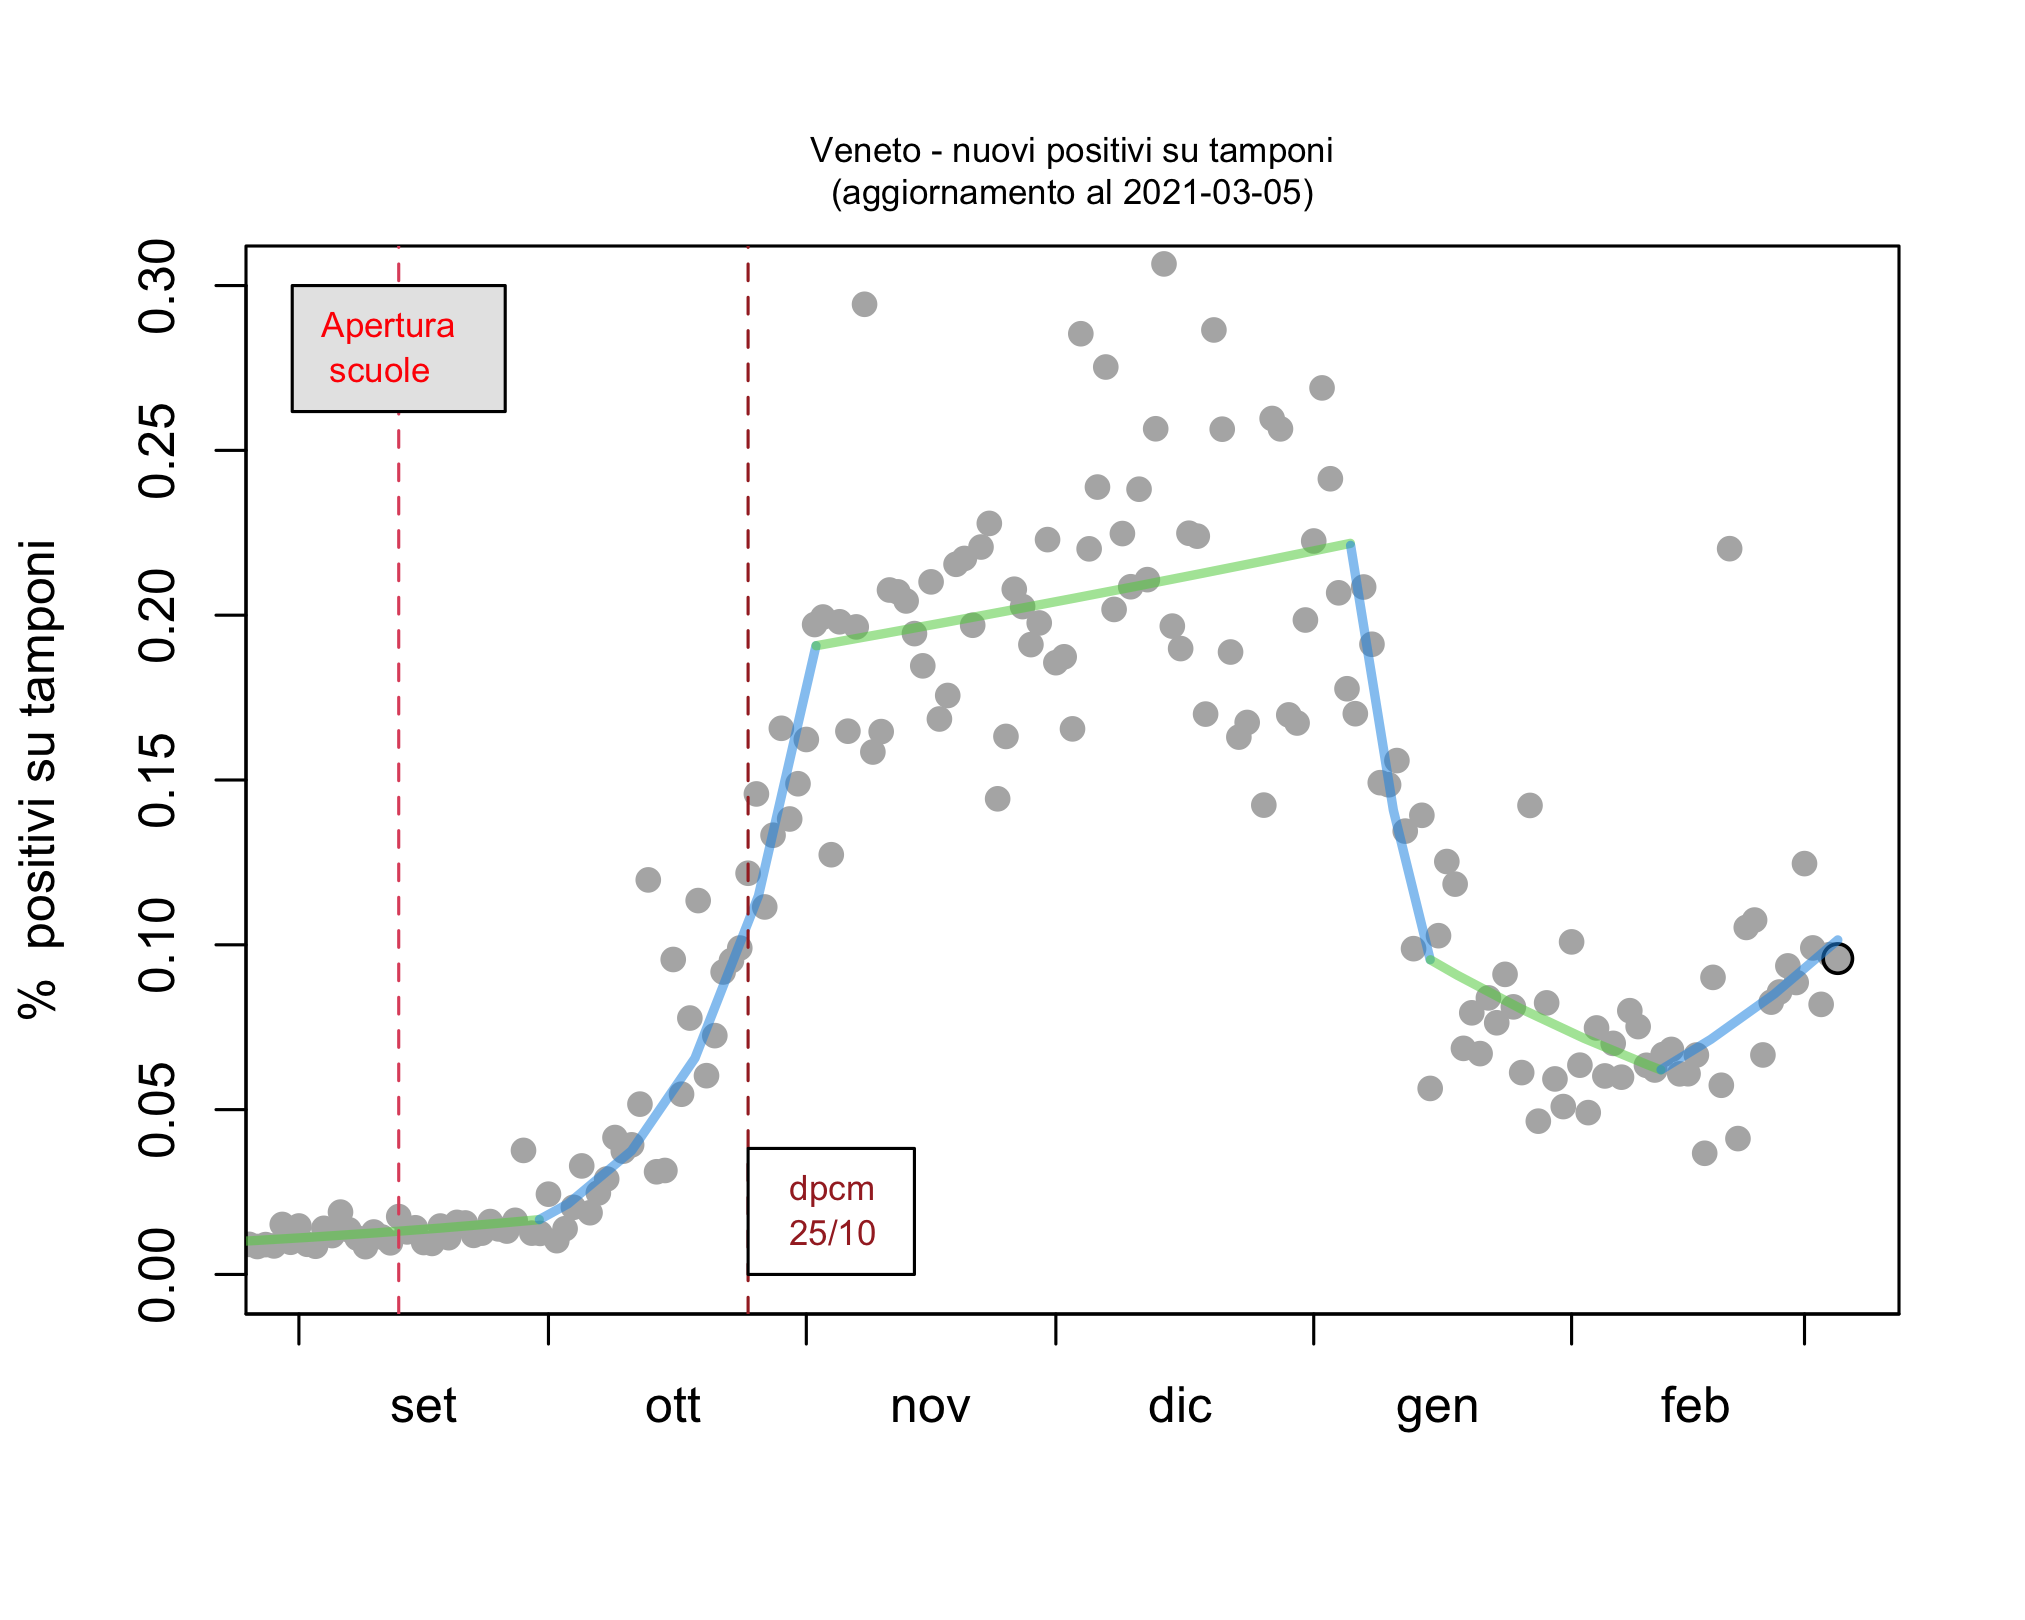 Veneto - nuovi positivi su tamponi
(aggiornamento al 2021-03-05)
% positivi su tamponi
0.30
0.25
0.20
0.15
0.10
0.05
0.00
Apertura
scuole
dpcm
25/10
set ott nov dic gen feb